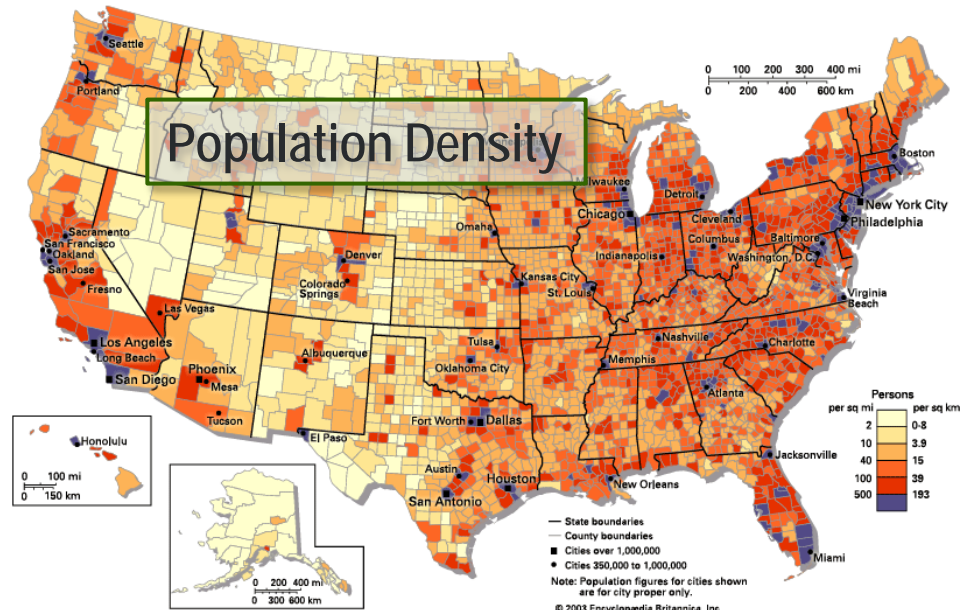 Population Density
Seattle
Portland
0 100 200 300 400 mi
0 200 400 600 km
Milwaukee
Detroit
Boston
New York City
Chicago
Cleveland
Philadelphia
Omaha
Columbus
Baltimore
Indianapolis
Washington, D.C.
Sacramento
San Francisco
Oakland
San Jose
Fresno
Denver
Colorado
Springs
Kansas City
St. Louis
Virginia
Beach
Las Vegas
Los Angeles
Long Beach
San Diego
Phoenix
Mesa
Tucson
Albuquerque
Tulsa
Oklahoma City
Nashville
Memphis
Charlotte
Atlanta
Fort Worth
Dallas
El Paso
Austin
Houston
San Antonio
New Orleans
Jacksonville
Miami
Persons
per sq mi per sq km
2 0·8
10 3.9
40 15
100 39
500 193
Honolulu
0 100 mi
0 150 km
0 200 400 mi
0 300 600 km
State boundaries
County boundaries
Cities over 1,000,000
Cities 350,000 to 1,000,000
Note: Population figures for cities shown
are for city proper only.
© 2003 Encyclopædia Britannica, Inc.